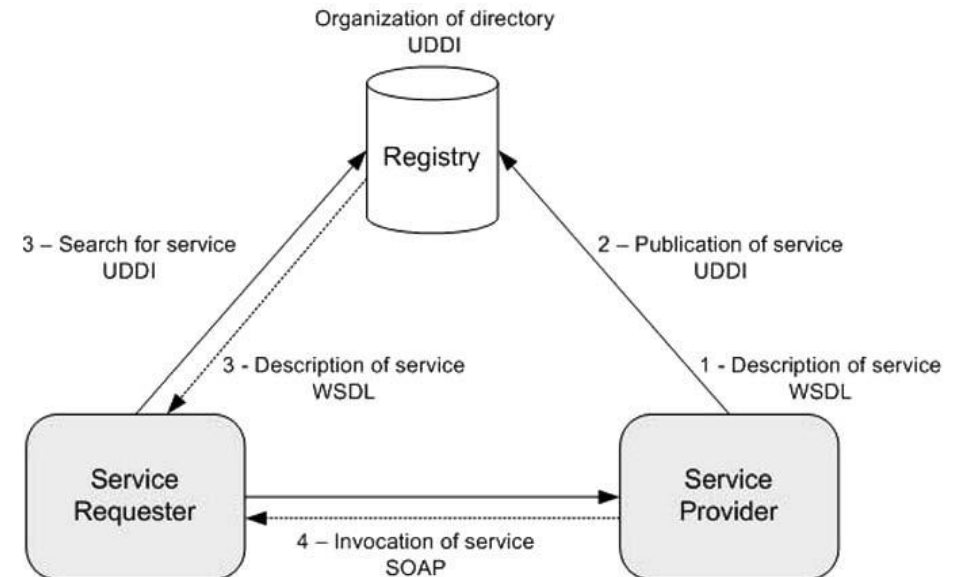 Organization of directory
UDDI
Registry
3 – Search for service
UDDI
2 – Publication of service
UDDI
3 - Description of service
WSDL
1 - Description of service
WSDL
Service
Requester
Service
Provider
4 – Invocation of service
SOAP